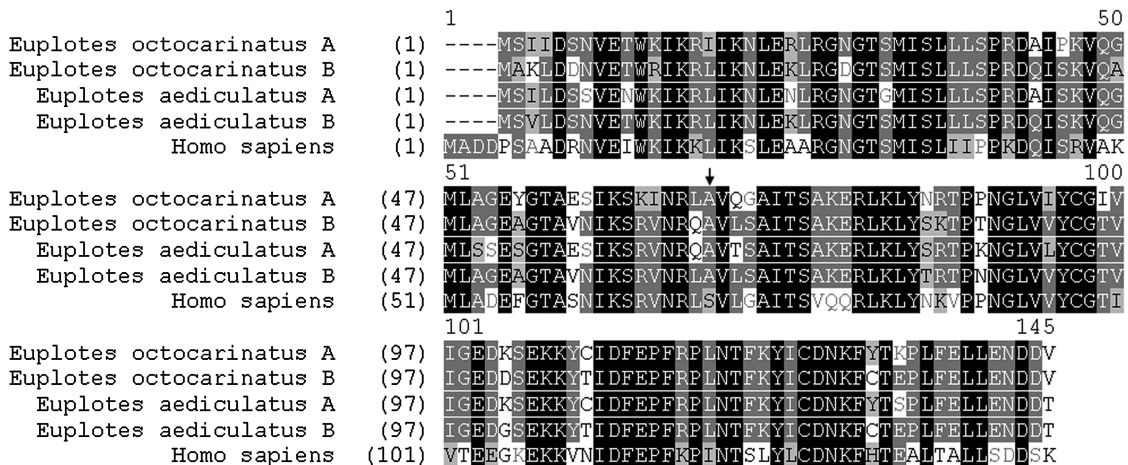 1 50
Euplotes octocarinatus A (1) ----MSIIDSNVETWKIKRIIKNLERLRGNGTSMISLLLSPRDAIPKVQG
Euplotes octocarinatus B (1) ----MAKLDDNVETWRIKRLIKNLEKLRGDGTSMISLLLSPRDQISKVQA
Euplotes aediculatus A (1) ----MSILDSSVENWKIKRLIKNLENLRGNGTGMISLLLSPRDAISKVQG
Euplotes aediculatus B (1) ----MSVLDSNVETWKIKRLIKNLEKLRGNGTSMISLLLSPRDQISKVQG
Homo sapiens (1) MADDPSAADRNVEIWKIKKLIKSLEAARGNGTSMISLIIPPKDQISRVAK
51 100
Euplotes octocarinatus A (47) MLAGEYGTAESIKSKINRLAVQGAITSAKERLKLYNRTPPNGLVIYCGIV
Euplotes octocarinatus B (47) MLAGEAGTAVNIKSRVNRQAVLSAITSAKERLKLYSKTPTNGLVIYCGTV
Euplotes aediculatus A (47) MLSSESGTAESIKSRVNRQAVTSAITSAKERLKLYSRTPKNGLVLYCGTV
Euplotes aediculatus B (47) MLAGEAGTAVNIKSRVNRLAVLSAITSAKERLKLYTRTPNNGLVIYCGTV
Homo sapiens (51) MLADEFGTASNIKSRVNRLSVLGAITSVQQRLKLYNKVPPNGLVVYCGTI
101 145
Euplotes octocarinatus A (97) IGEDKSEKKYCIDFEPFRPLNTFKYICDNKFYTKPLFELLENDDV
Euplotes octocarinatus B (97) IGEDDSEKKYTIDFEPFRPLNTFKYICDNKFCTEPLFELLENDDV
Euplotes aediculatus A (97) IGEDKSEKKYCIDFEPFRPLNTFKYICDNKFYTSPLFELLENDDT
Euplotes aediculatus B (97) IGEDGSEKKYTIDFEPFRPLNTFKYICDNKFCTEPLFELLENDDT
Homo sapiens (101) VTEEGKEKKVNIDFEPFKPINTSLYLCDNKFHTEALTALLSDDSK